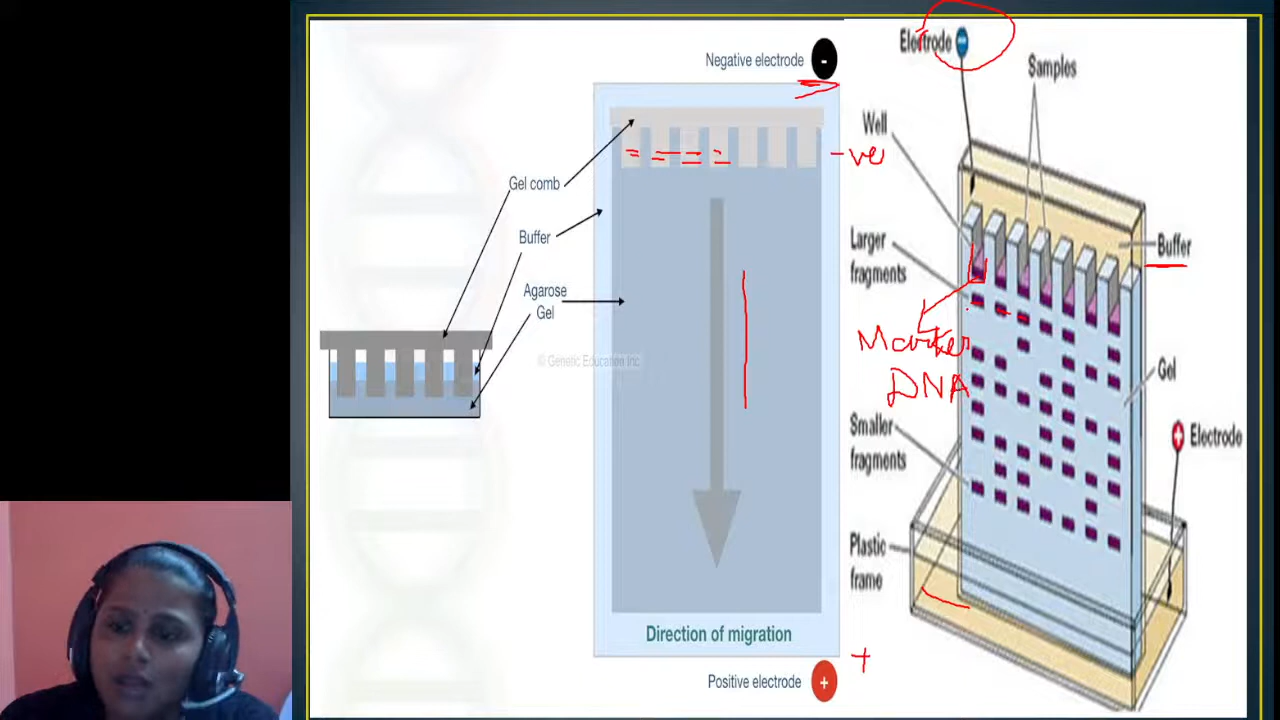 Negative electrode
-
Gel comb
Buffer
Agarose
Gel
© Genetic Education Inc
Direction of migration
Positive electrode
+
-ve
+
Electrode
Samples
Well
Larger
fragments
Buffer
Marker
DNA
Gel
Smaller
fragments
Electrode
Plastic
frame